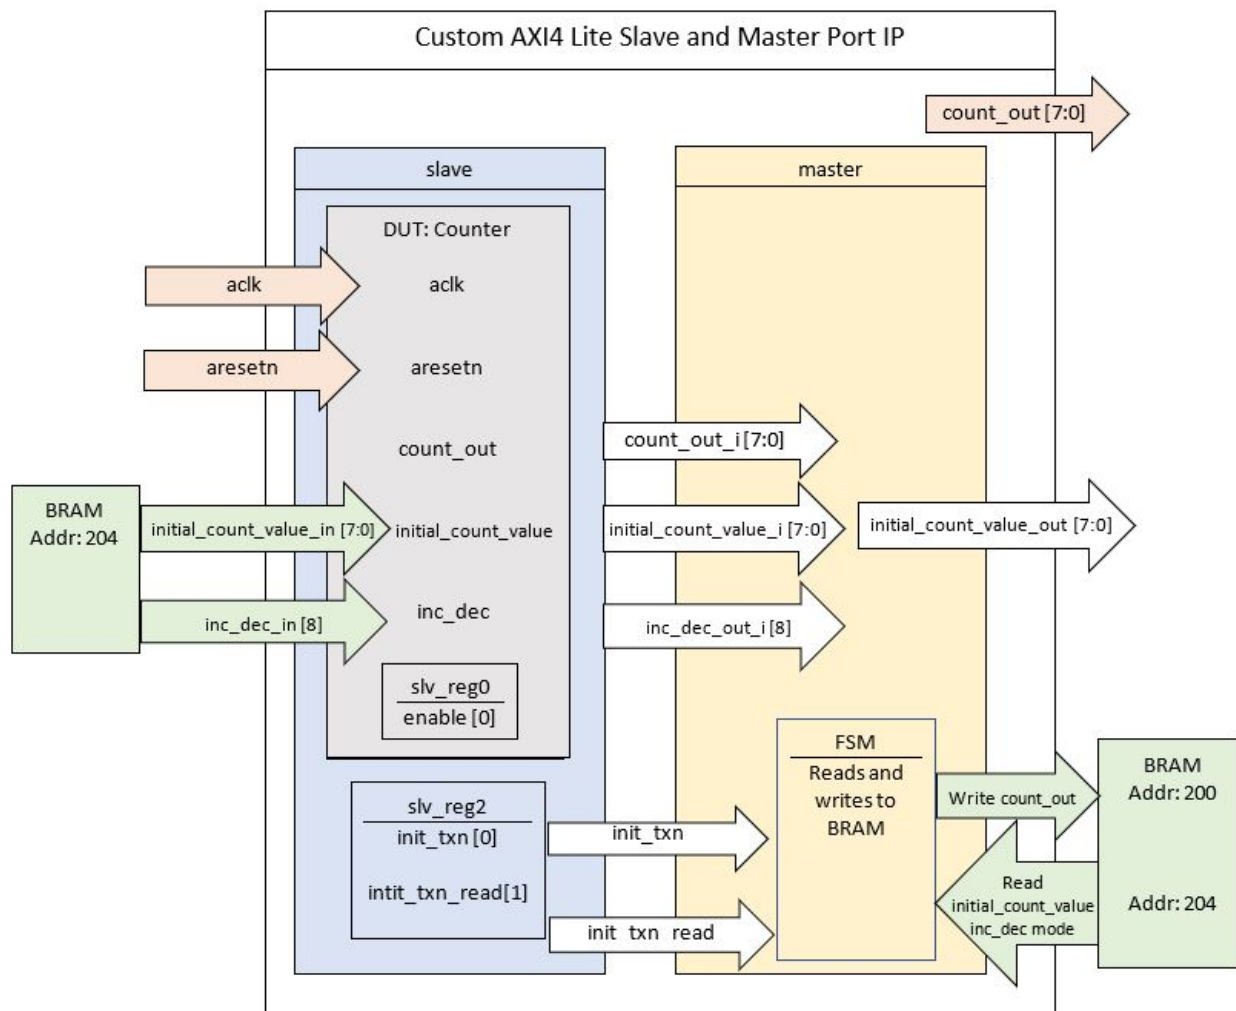 Custom AXI4 Lite Slave and Master Port IP
count_out [7:0]
slave
master
DUT: Counter
aclk
aclk
aresetn
aresetn
count_out
count_out_i [7:0]
BRAM
Addr: 204
initial_count_value_in [7:0]
initial_count_value
initial_count_value_i [7:0]
initial_count_value_out [7:0]
inc_dec_in [8]
inc_dec
inc_dec_out_i [8]
slv_reg0
enable [0]
slv_reg2
init_txn [0]
intit_txn_read[1]
init_txn
init txn read
FSM
Reads and
writes to
BRAM
Write count_out
Read
initial_count_value
inc_dec mode
BRAM
Addr: 200
Addr: 204